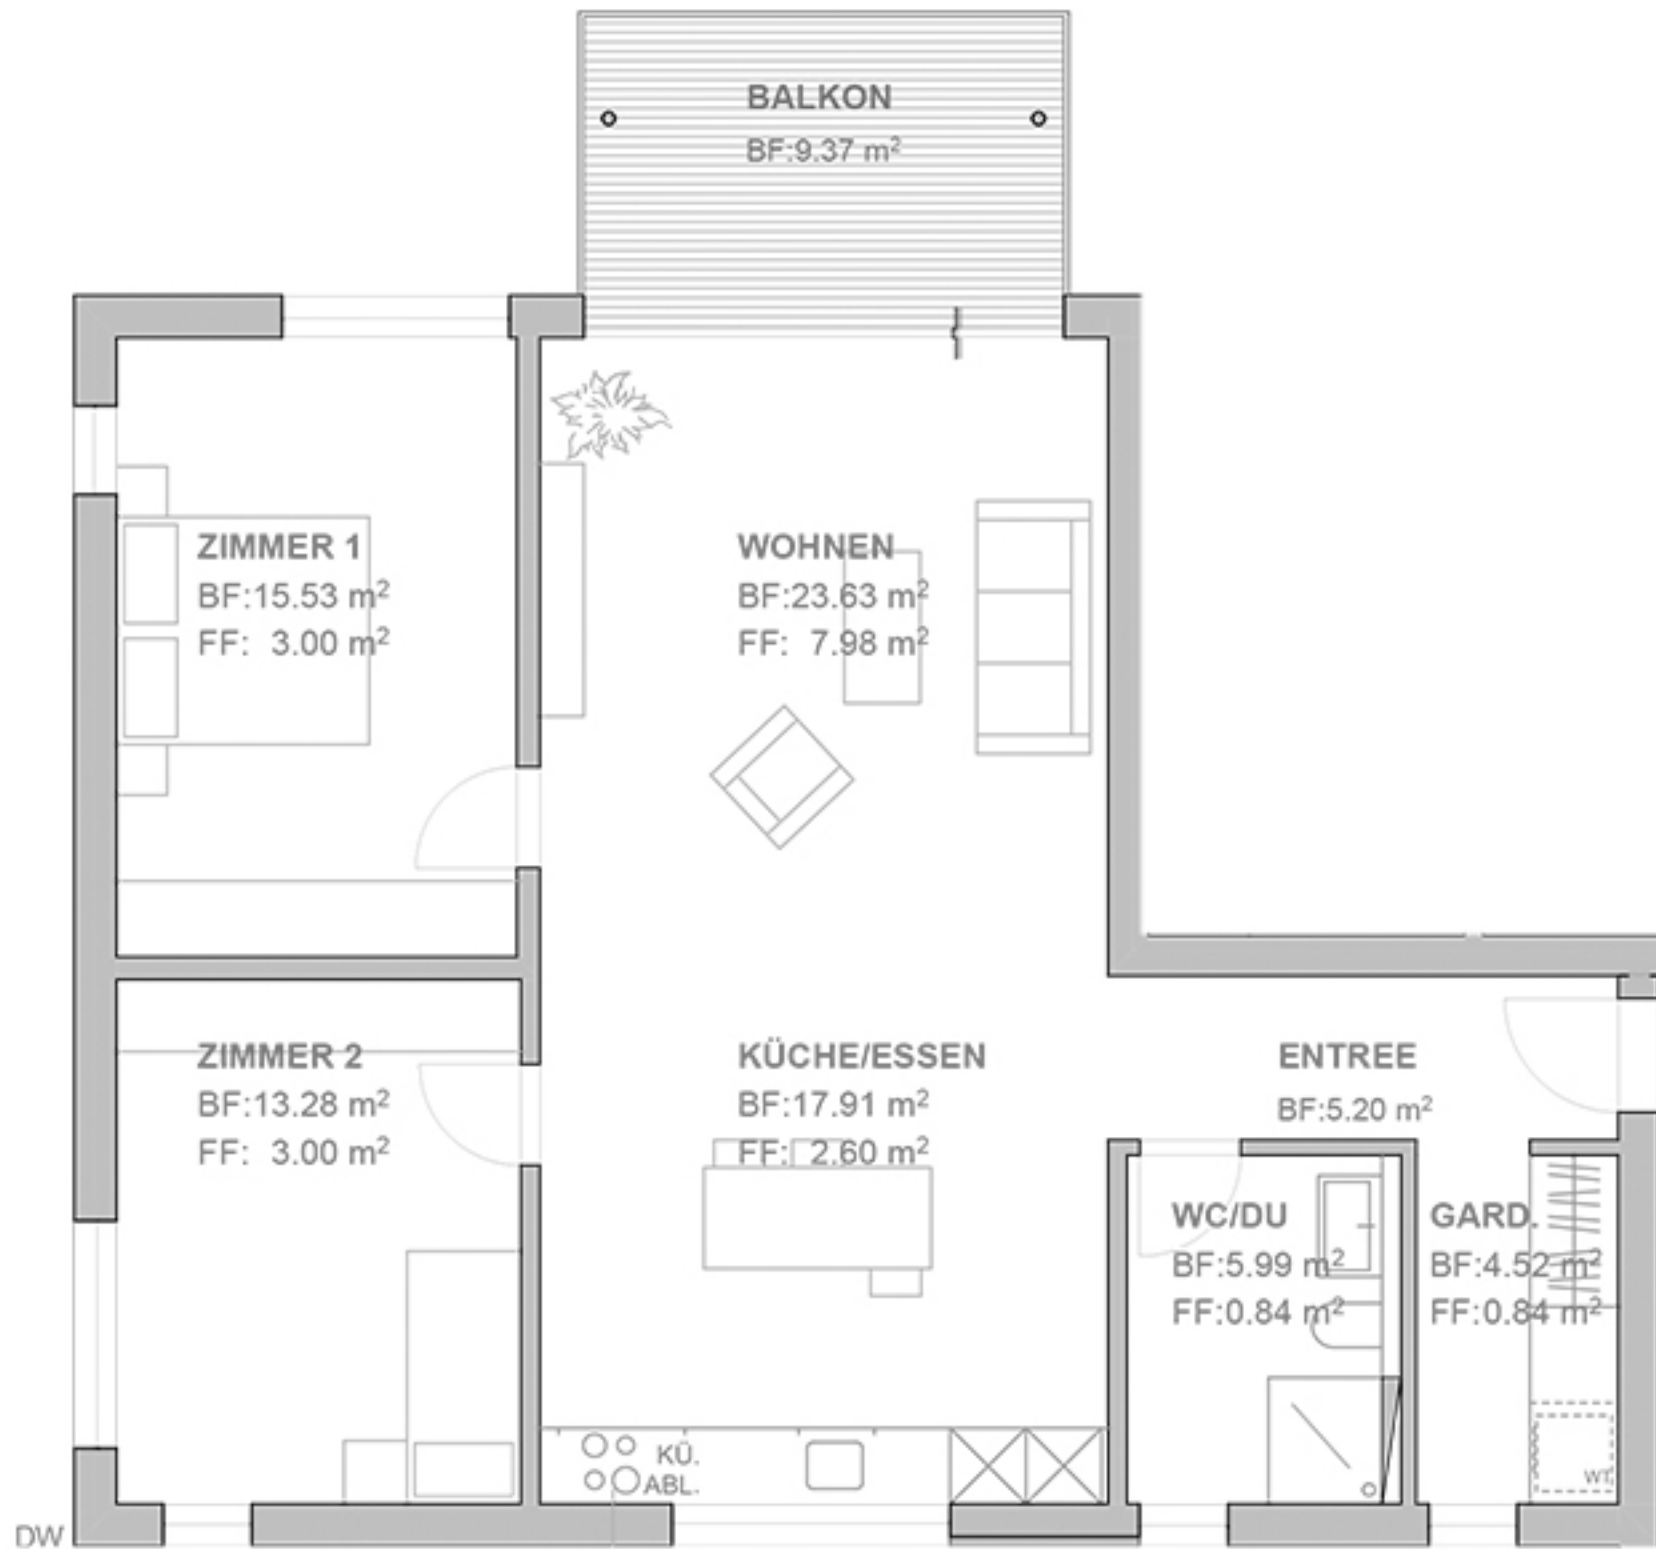 BALKON
BF:9.37 m²
ZIMMER 1
BF:15.53 m²
FF: 3.00 m²
WOHNEN
BF:23.63 m²
FF: 7.98 m²
ZIMMER 2
BF:13.28 m²
FF: 3.00 m²
KÜCHE/ESSEN
BF:17.91 m²
FF: 2.60 m²
ENTREE
BF:5.20 m²
WC/DU
BF:5.99 m²
FF:0.84 m²
GARD.
BF:4.52 m²
FF:0.84 m²
KÜ.
ABL.
WT
DW